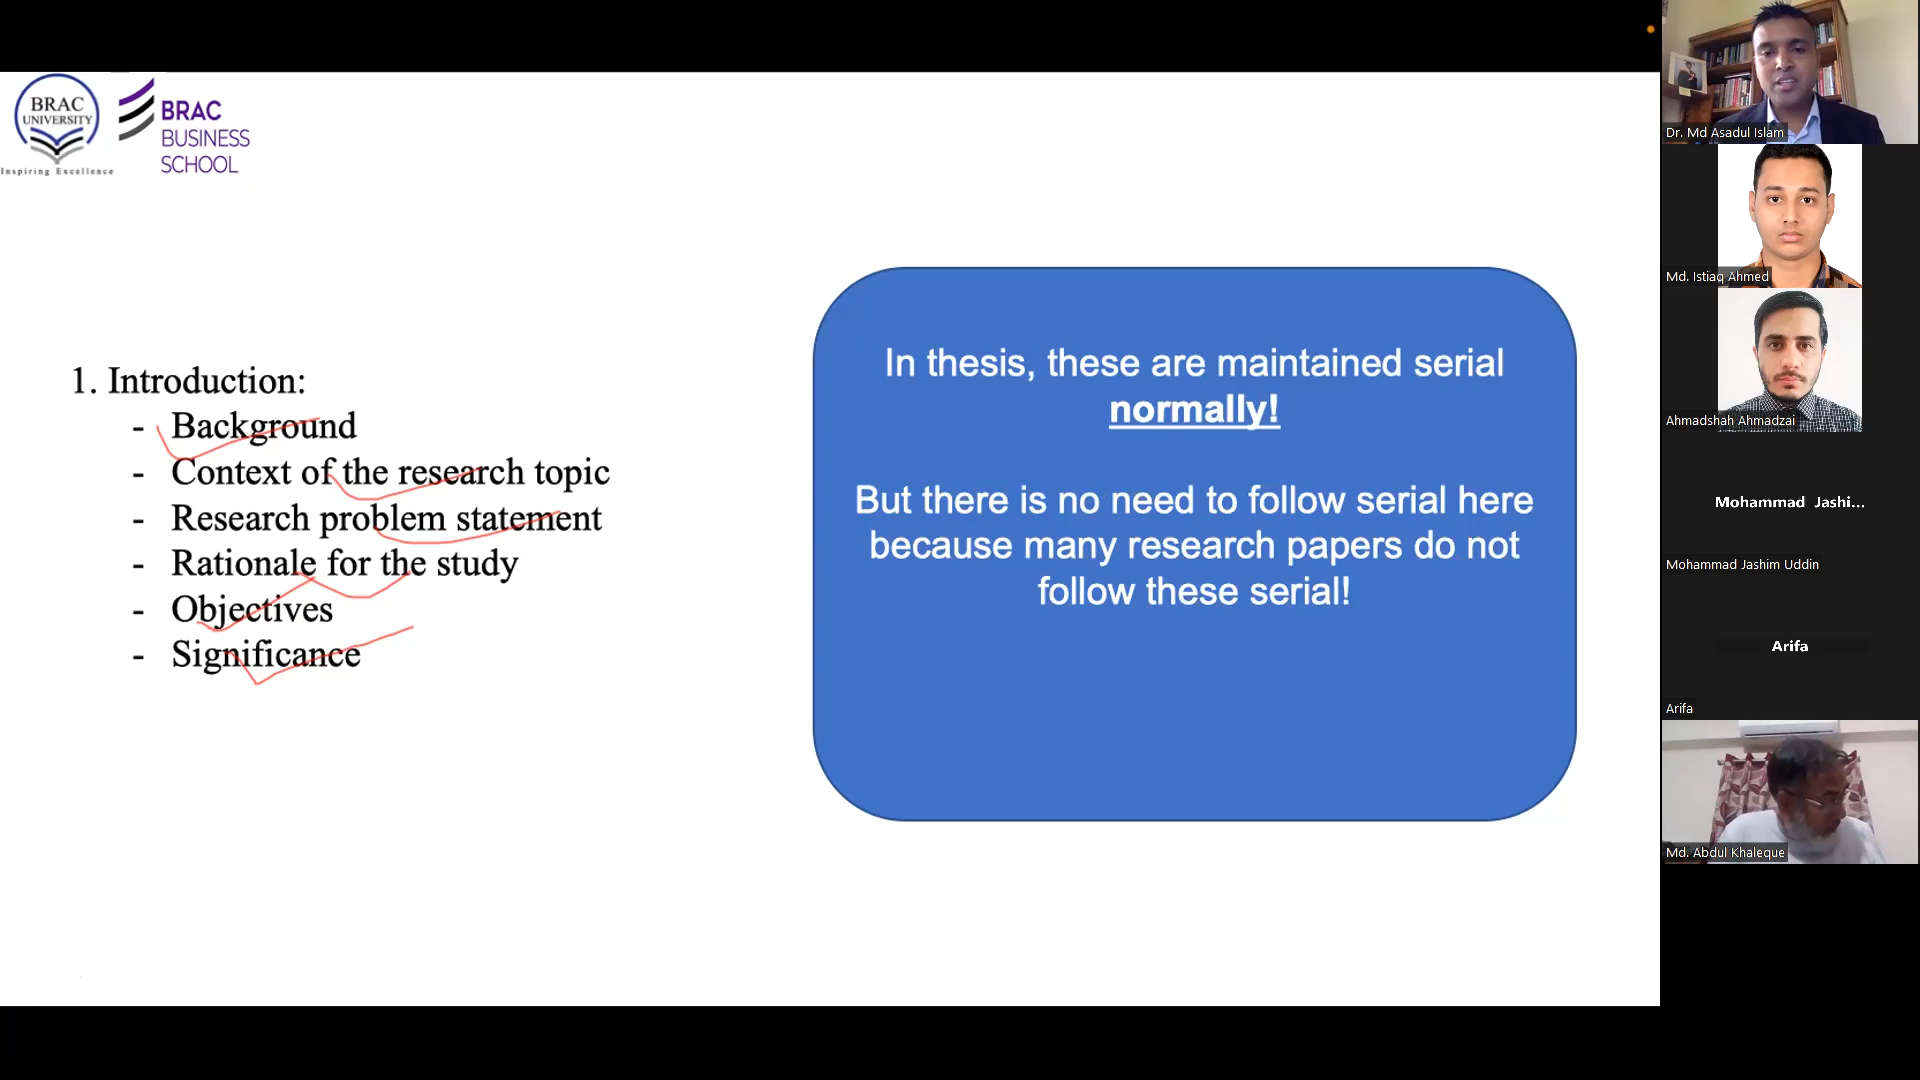 BRAC
UNIVERSITY
Inspiring Excellence
BRAC
BUSINESS
SCHOOL
1. Introduction:
- Background
- Context of the research topic
- Research problem statement
- Rationale for the study
- Objectives
- Significance
In thesis, these are maintained serial
normally!
But there is no need to follow serial here
because many research papers do not
follow these serial!
Dr. Md Asadul Islam
Md. Istiaq Ahmed
Ahmadshah Ahmadzai
Mohammad Jashi...
Mohammad Jashim Uddin
Arifa
Arifa
Md. Abdul Khaleque